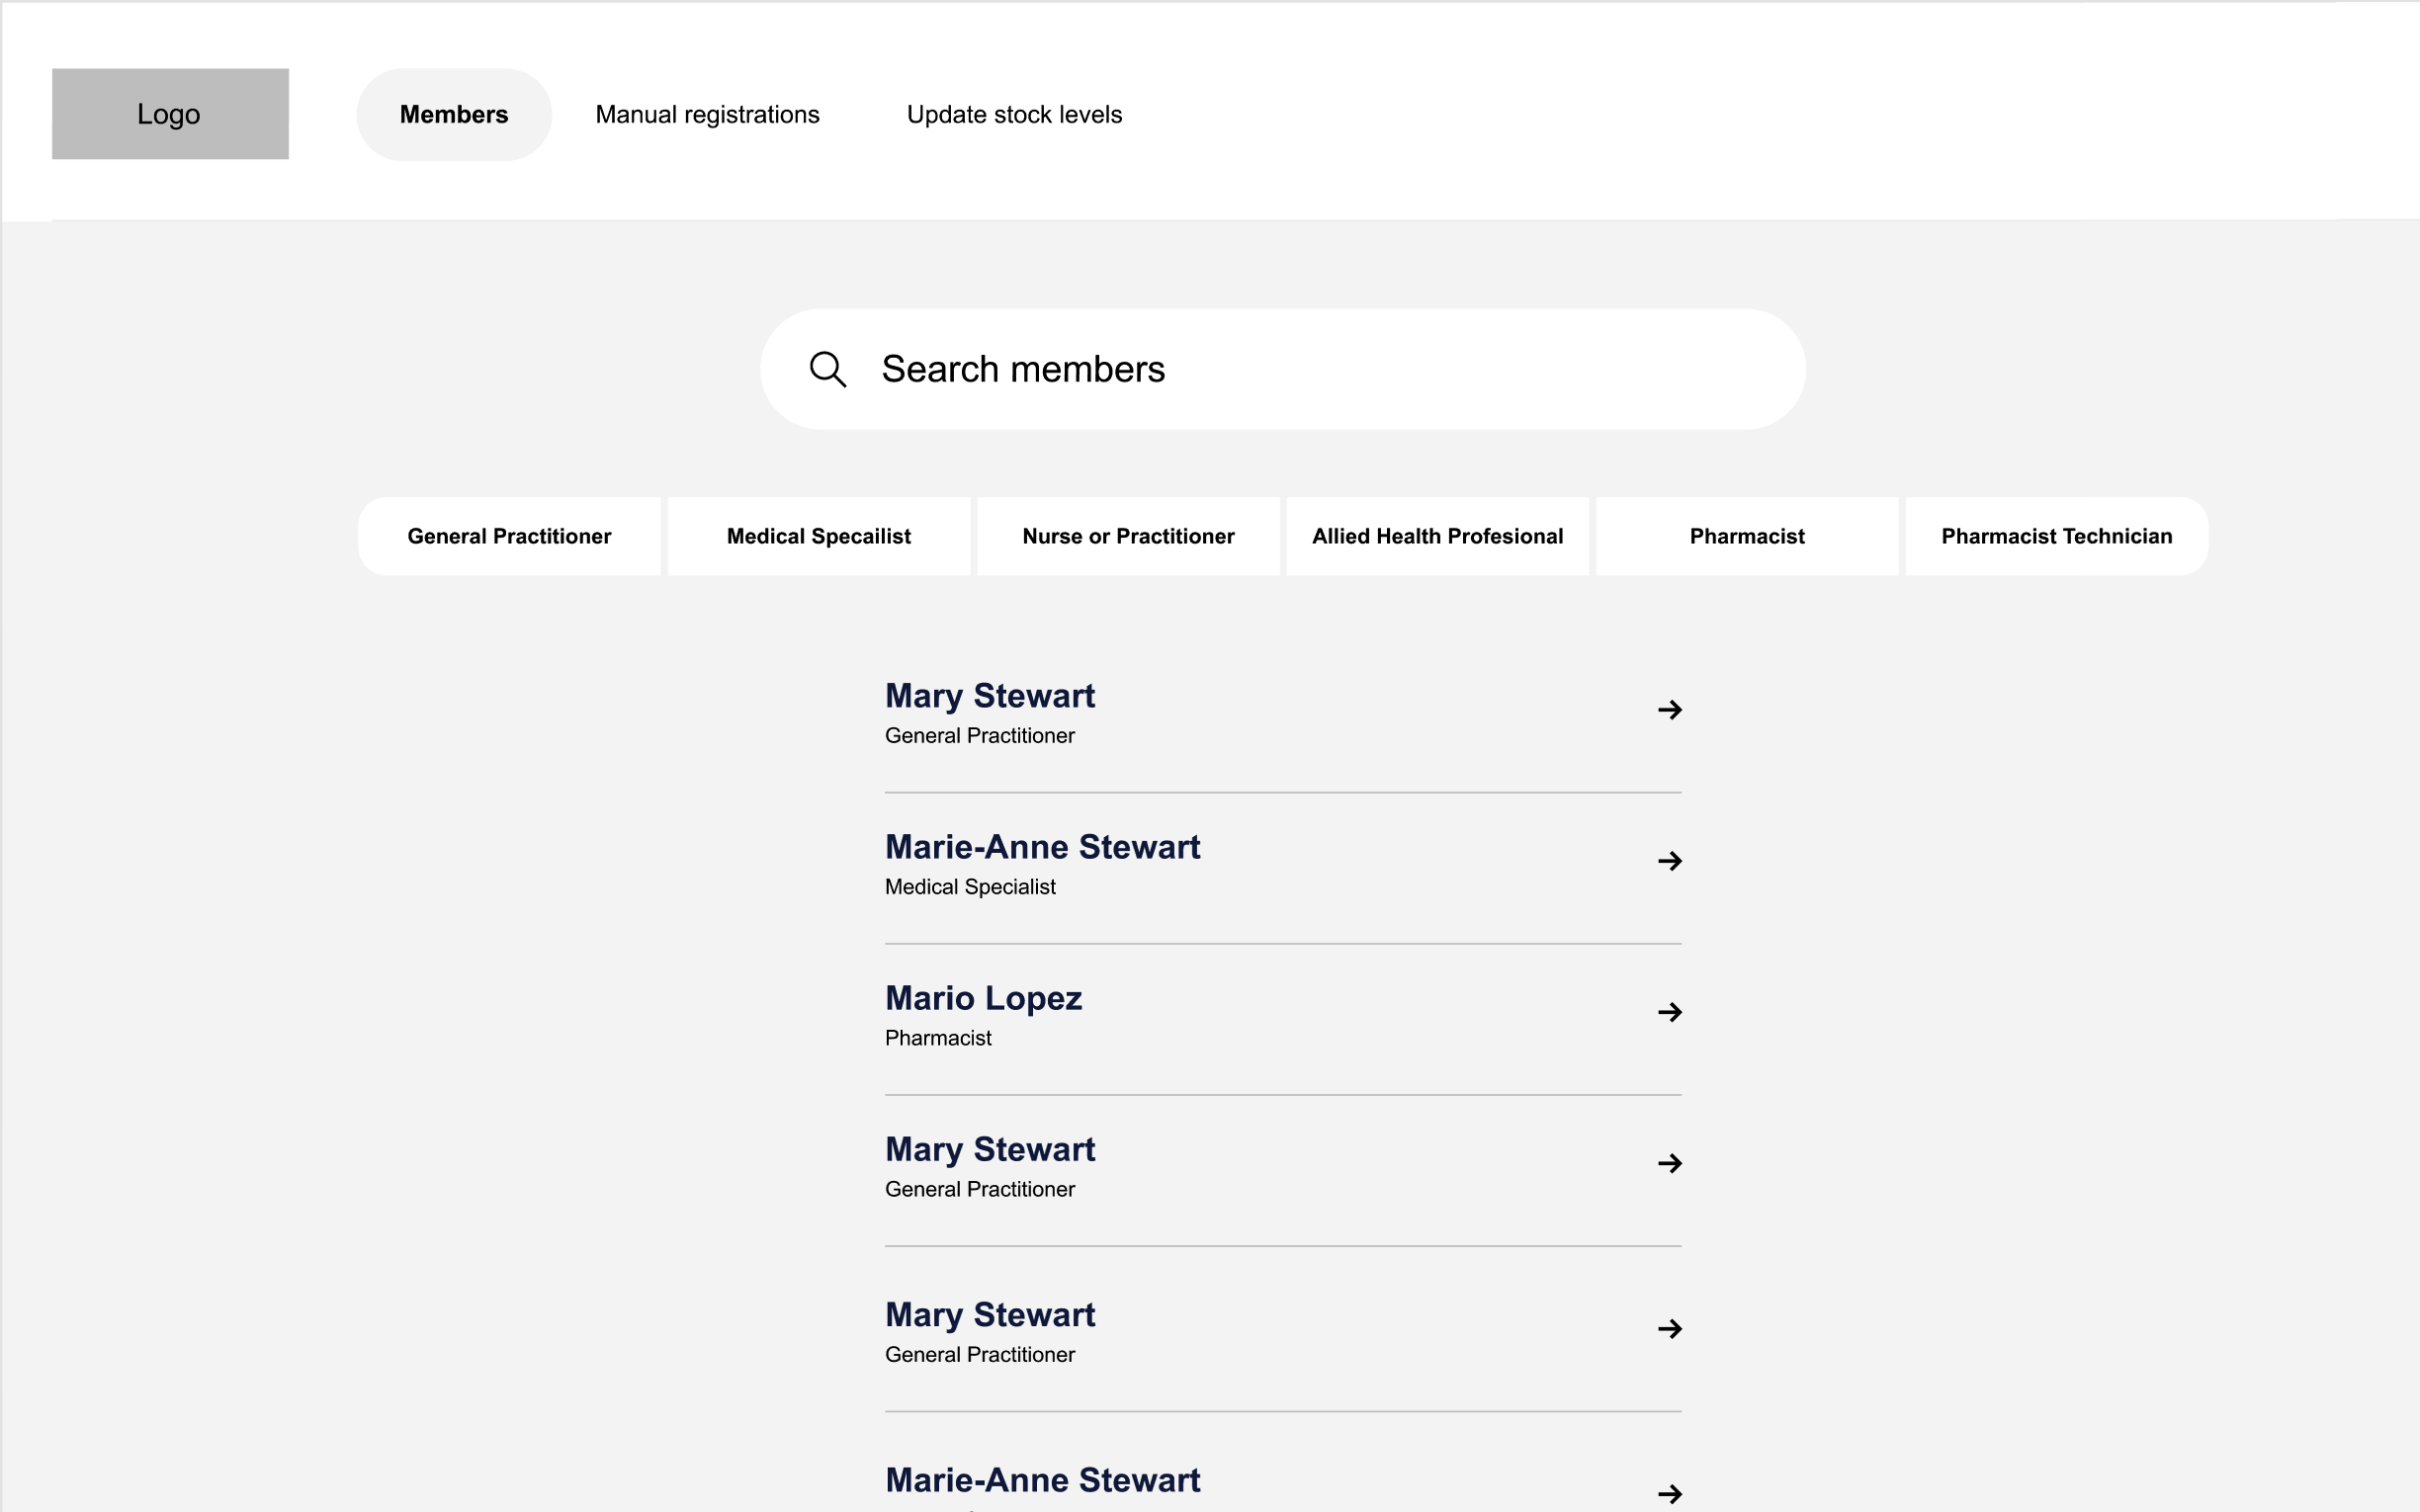 Logo
Members
Manual registrations
Update stock levels
Search members
General Practitioner
Medical Specailist
Nurse or Practitioner
Allied Health Profesional
Pharmacist
Pharmacist Technician
Mary Stewart
General Practitioner
Marie-Anne Stewart
Medical Specialist
Mario Lopez
Pharmacist
Mary Stewart
General Practitioner
Mary Stewart
General Practitioner
Marie-Anne Stewart